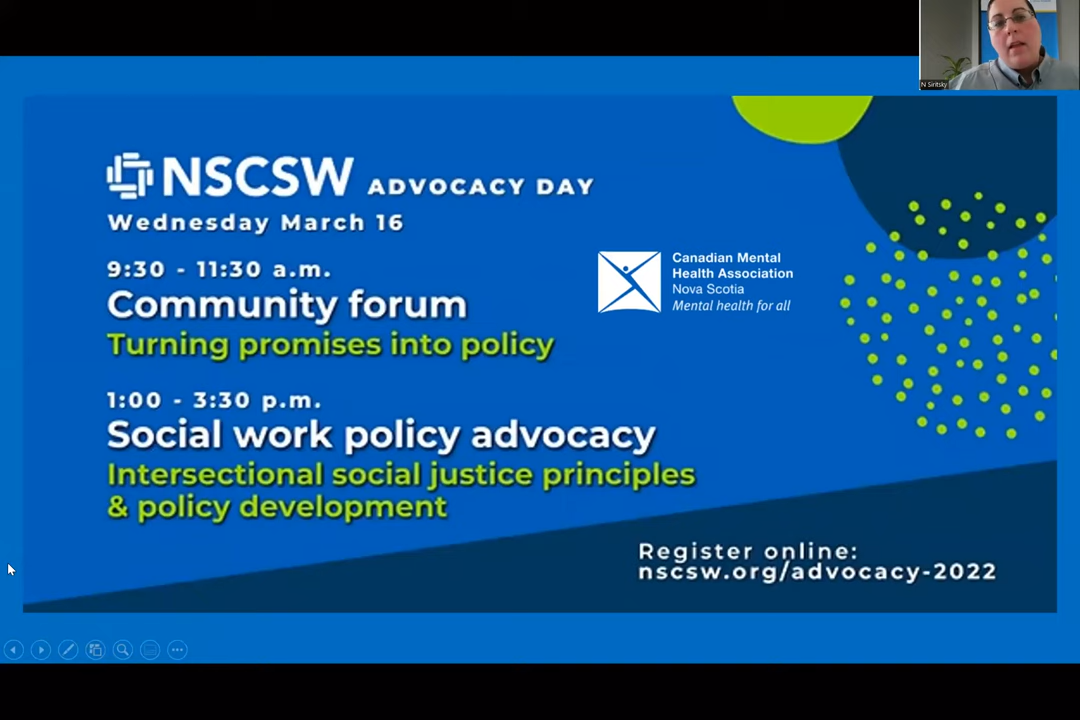 N Siritsky
NSCSW ADVOCACY DAY
Wednesday March 16
9:30 - 11:30 a.m.
Community forum
Turning promises into policy
Canadian Mental
Health Association
Nova Scotia
Mental health for all
1:00 - 3:30 p.m.
Social work policy advocacy
Intersectional social justice principles
& policy development
Register online:
nscsw.org/advocacy-2022